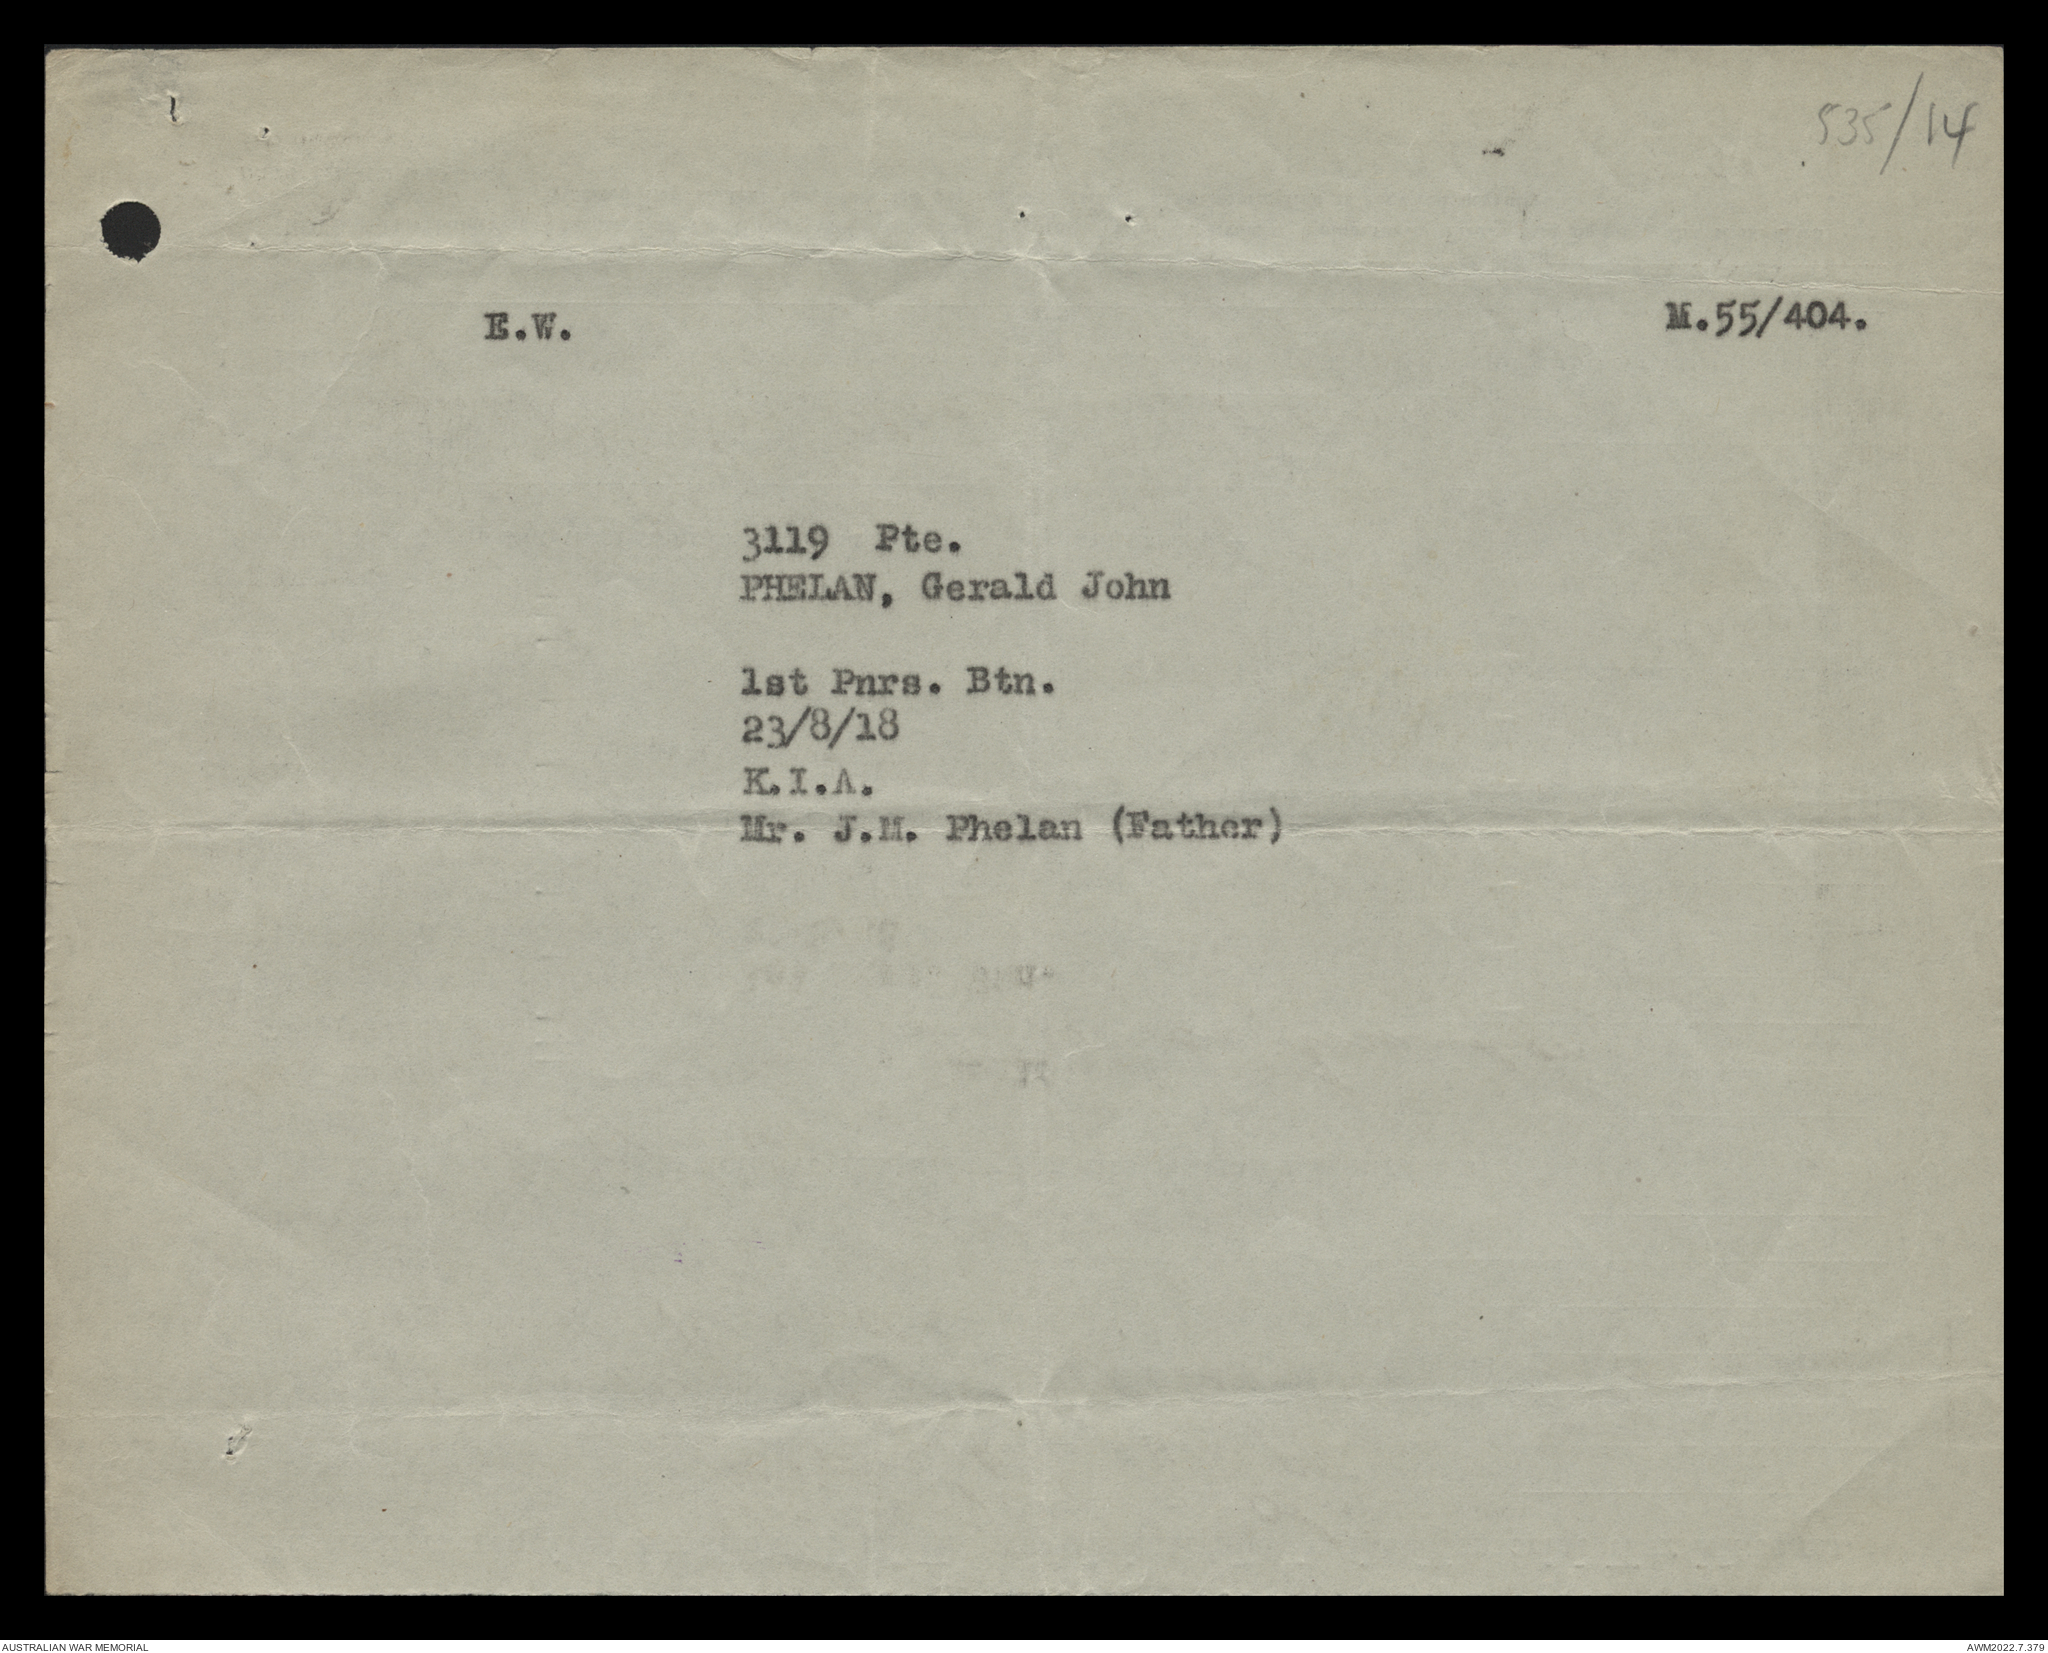 535/14
E.W. M.55/404.
3119 Pte.
PHELAN, Gerald John
1st Pnrs. Btn.
23/8/18
K.I.A.
Mr. J.M. Phelan (Father)
AUSTRALIAN WAR MEMORIAL AWM2022.7.379